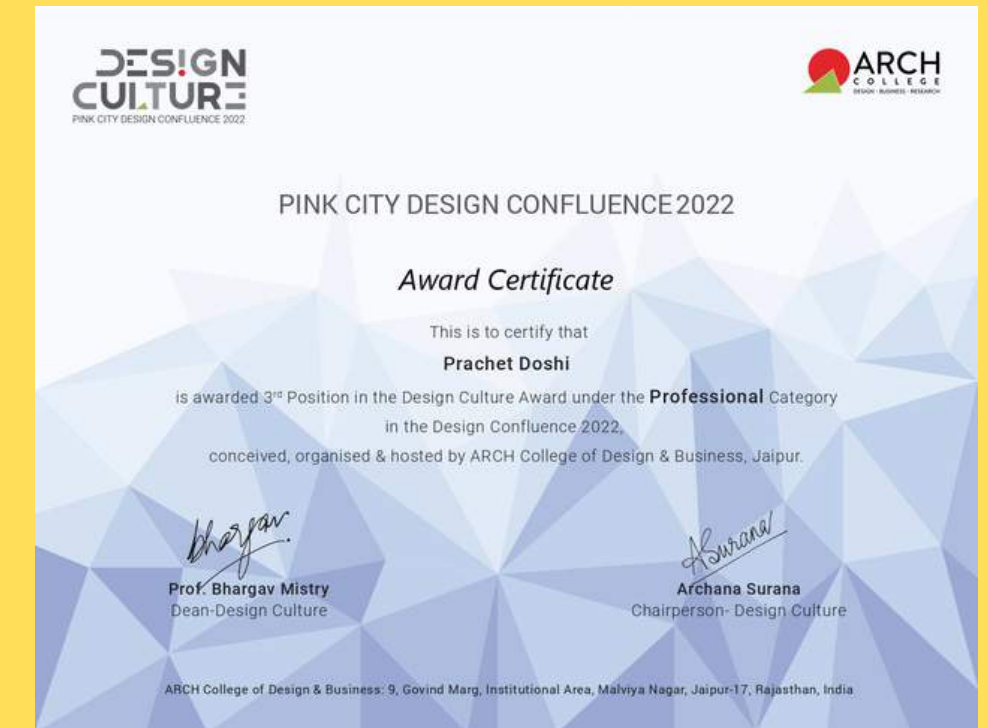 DES!GN
CULTURE
PINK CITY DESIGN CONFLUENCE 2022
ARCH
COLLEGE
DESIGN · BUSINESS · RESEARCH
PINK CITY DESIGN CONFLUENCE 2022
Award Certificate
This is to certify that
Prachet Doshi
is awarded 3rd Position in the Design Culture Award under the Professional Category
in the Design Confluence 2022,
conceived, organised & hosted by ARCH College of Design & Business, Jaipur.
bhargav
ASurana
Prof. Bhargav Mistry
Archana Surana
Dean-Design Culture
Chairperson- Design Culture
ARCH College of Design & Business: 9, Govind Marg, Institutional Area, Malviya Nagar, Jaipur-17, Rajasthan, India